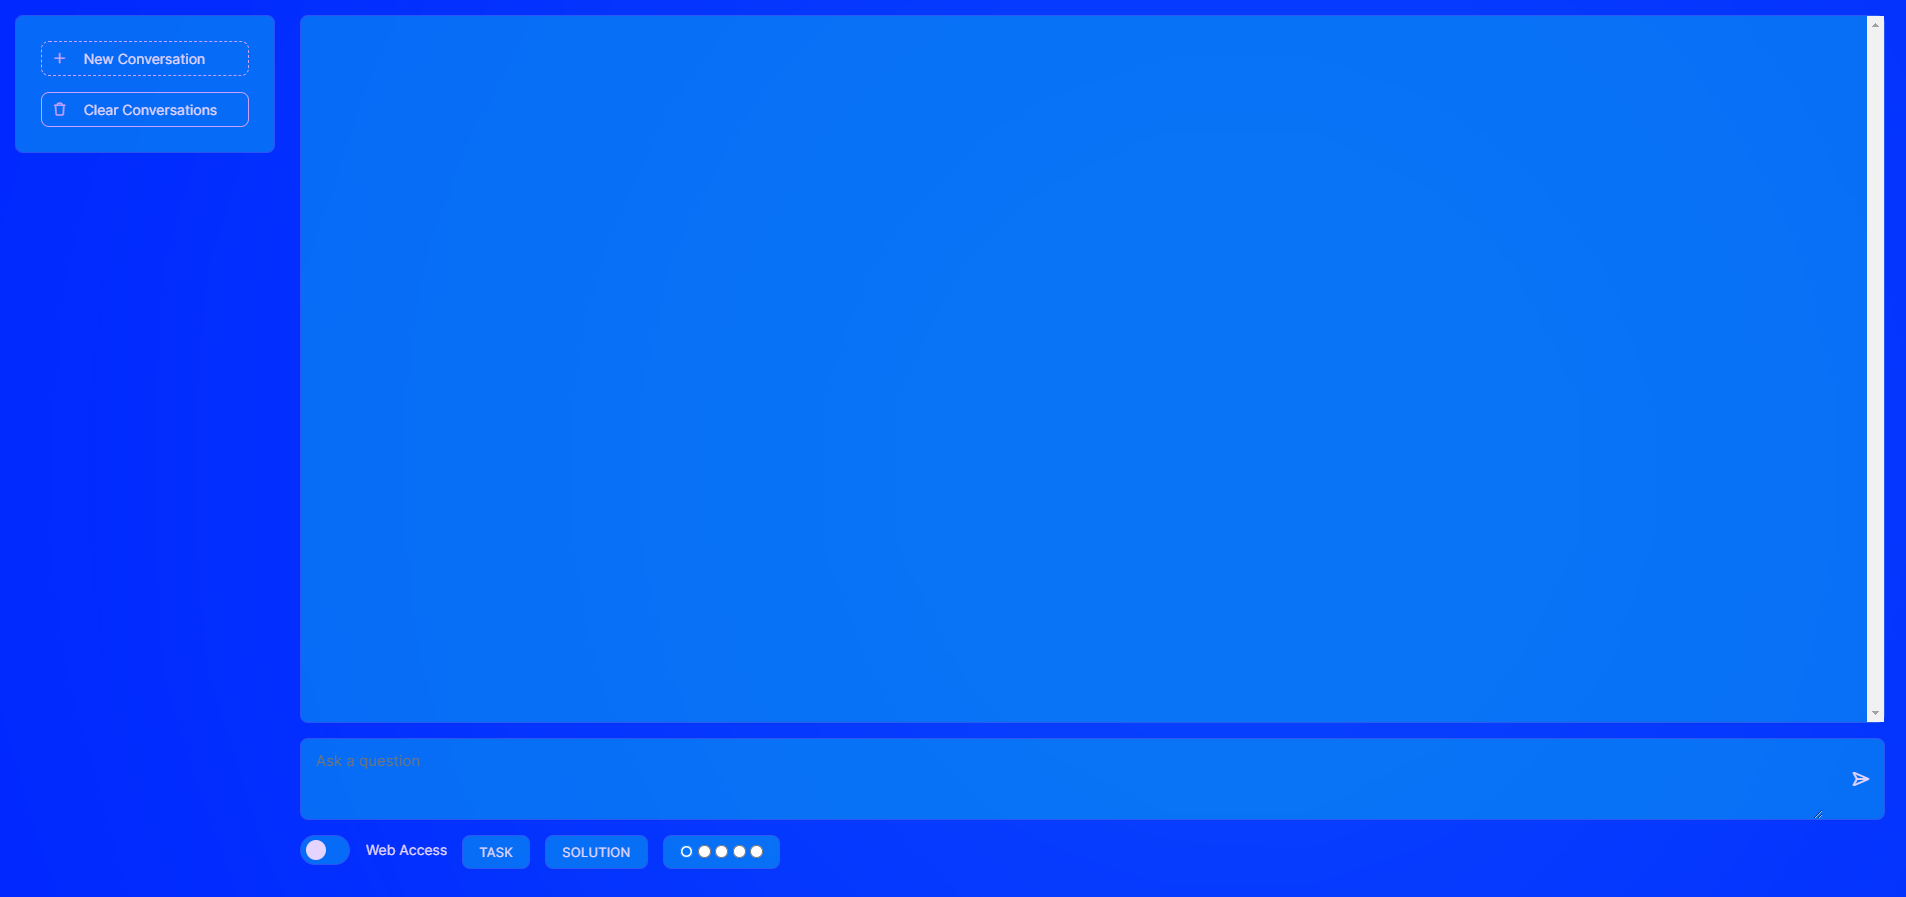 New Conversation
Clear Conversations
Ask a question
Web Access
TASK
SOLUTION